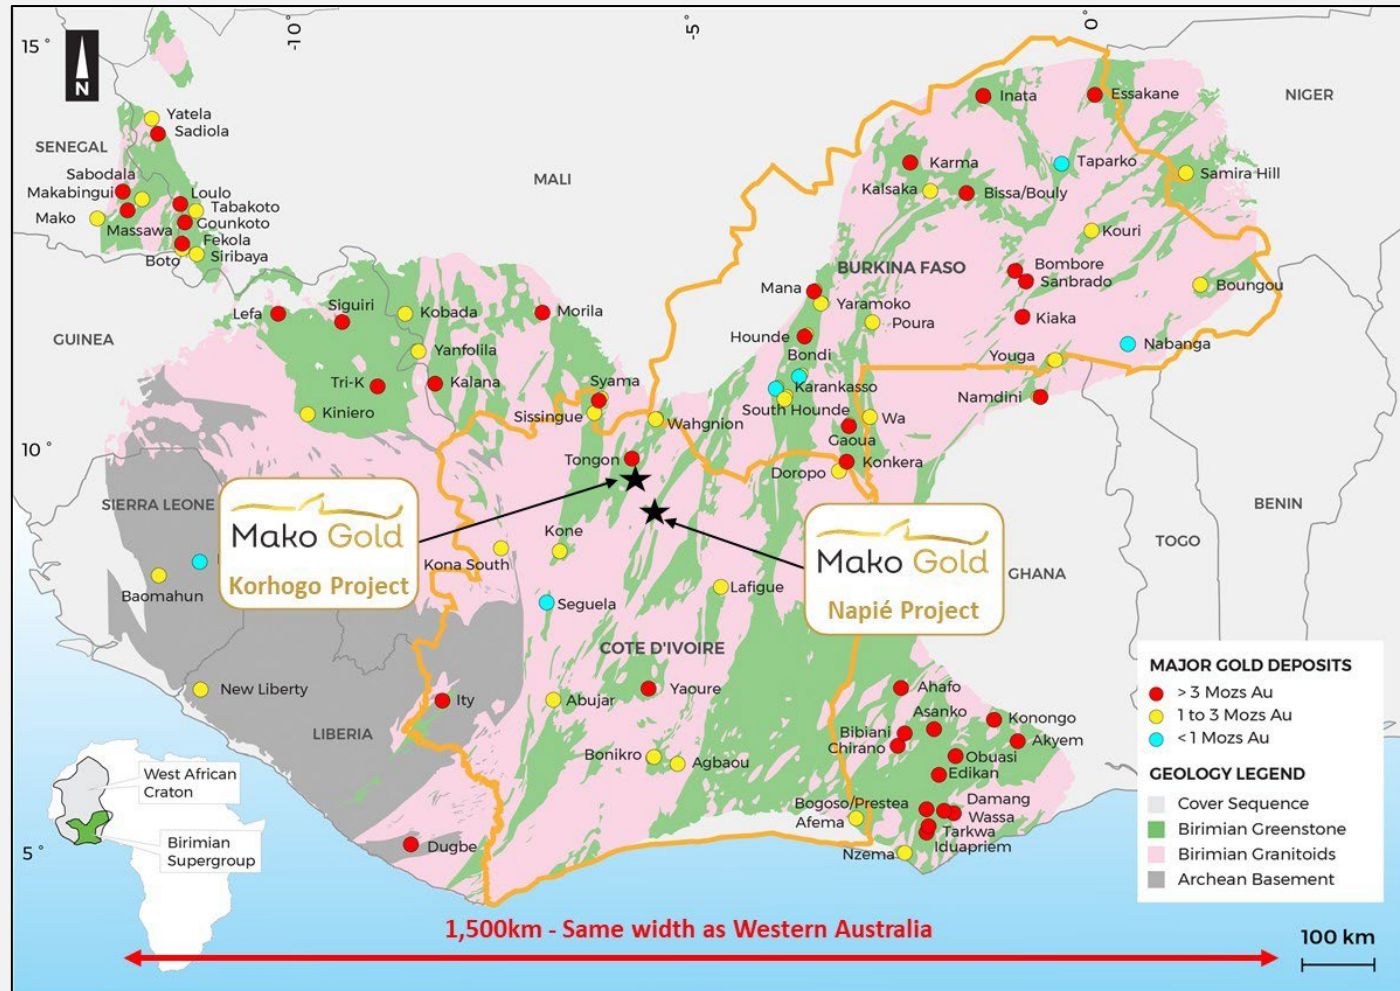 -10
-5
0
15°
N
NIGER
Inata
Essakane
Yatela
Sadiola
SENEGAL
MALI
Karma
Taparko
Samira Hill
Sabodala
Makabingui
Loulo
Kalsaka
Bissa/Bouly
Tabakoto
Mako
Massawa
Gounkoto
Fekola
Boto
Siribaya
Kouri
BURKINA FASO
Bombore
Sanbrado
Mana
Yaramoko
Boungou
Lefa
Siguiri
Kobada
Morila
Poura
Kiaka
GUINEA
Hounde
Nabanga
Yanfolila
Bondi
Youga
Tri-K
Kalana
Syama
Karankasso
Namdini
Kiniero
Sissingue
Wahgnion
South Hounde
Wa
Gaoua
10°
Tongon
Konkera
Doropo
SIERRA LEONE
BENIN
Mako Gold
Korhogo Project
Kone
Kona South
Mako Gold
Napié Project
TOGO
GHANA
Baomahun
Lafigue
Seguela
COTE D'IVOIRE
MAJOR GOLD DEPOSITS
> 3 Mozs Au
1 to 3 Mozs Au
< 1 Mozs Au
New Liberty
Ity
Abujar
Yaoure
Ahafo
Asanko
Konongo
LIBERIA
Bibiani
Chirano
Akyem
Bonikro
Agbaou
Obuasi
Edikan
GEOLOGY LEGEND
Cover Sequence
Birimian Greenstone
Birimian Granitoids
Archean Basement
West African
Craton
Birimian
Supergroup
Bogoso/Prestea
Damang
Afema
Wassa
Tarkwa
5°
Dugbe
Nzema
Iduapriem
1,500km - Same width as Western Australia
100 km